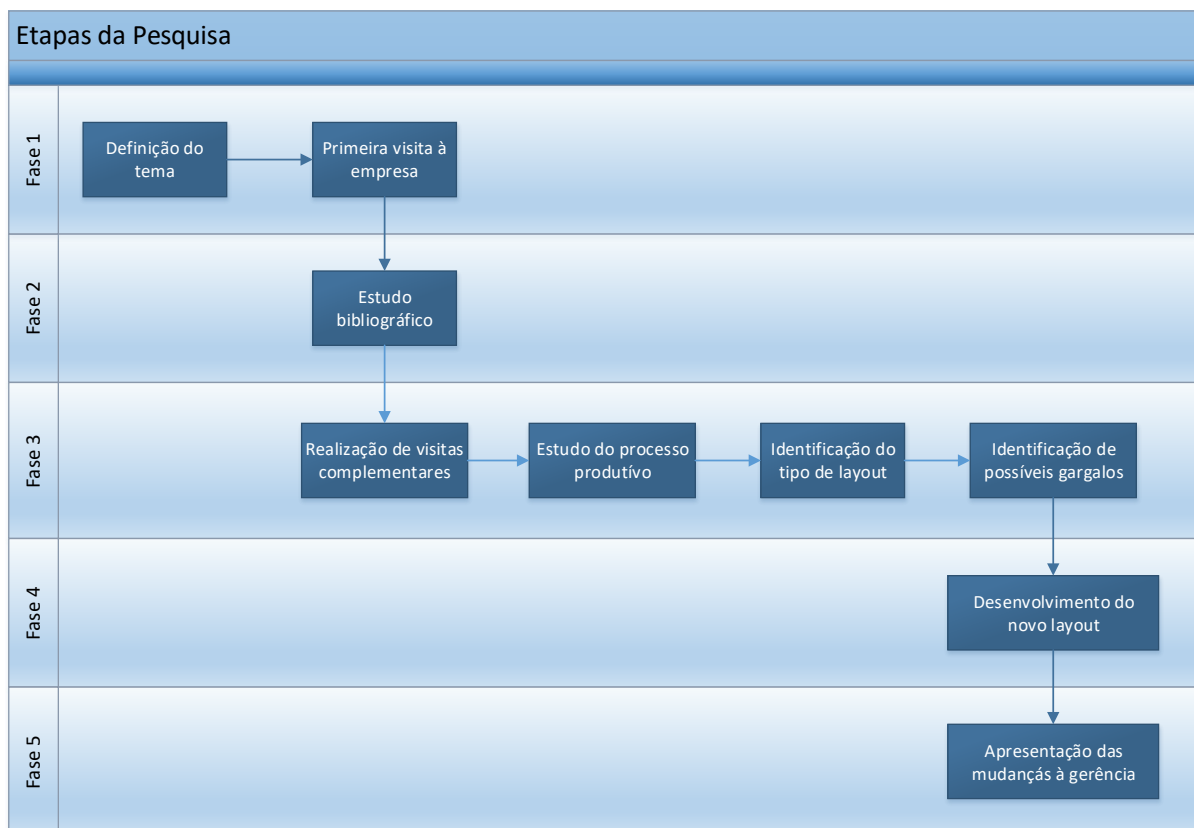 Etapas da Pesquisa
Fase 1
Definição do
tema
Primeira visita à
empresa
Fase 2
Estudo
bibliográfico
Fase 3
Realização de visitas
complementares
Estudo do processo
produtívo
Identificação do
tipo de layout
Identificação de
possíveis gargalos
Fase 4
Desenvolvimento do
novo layout
Fase 5
Apresentação das
mudançás à gerência